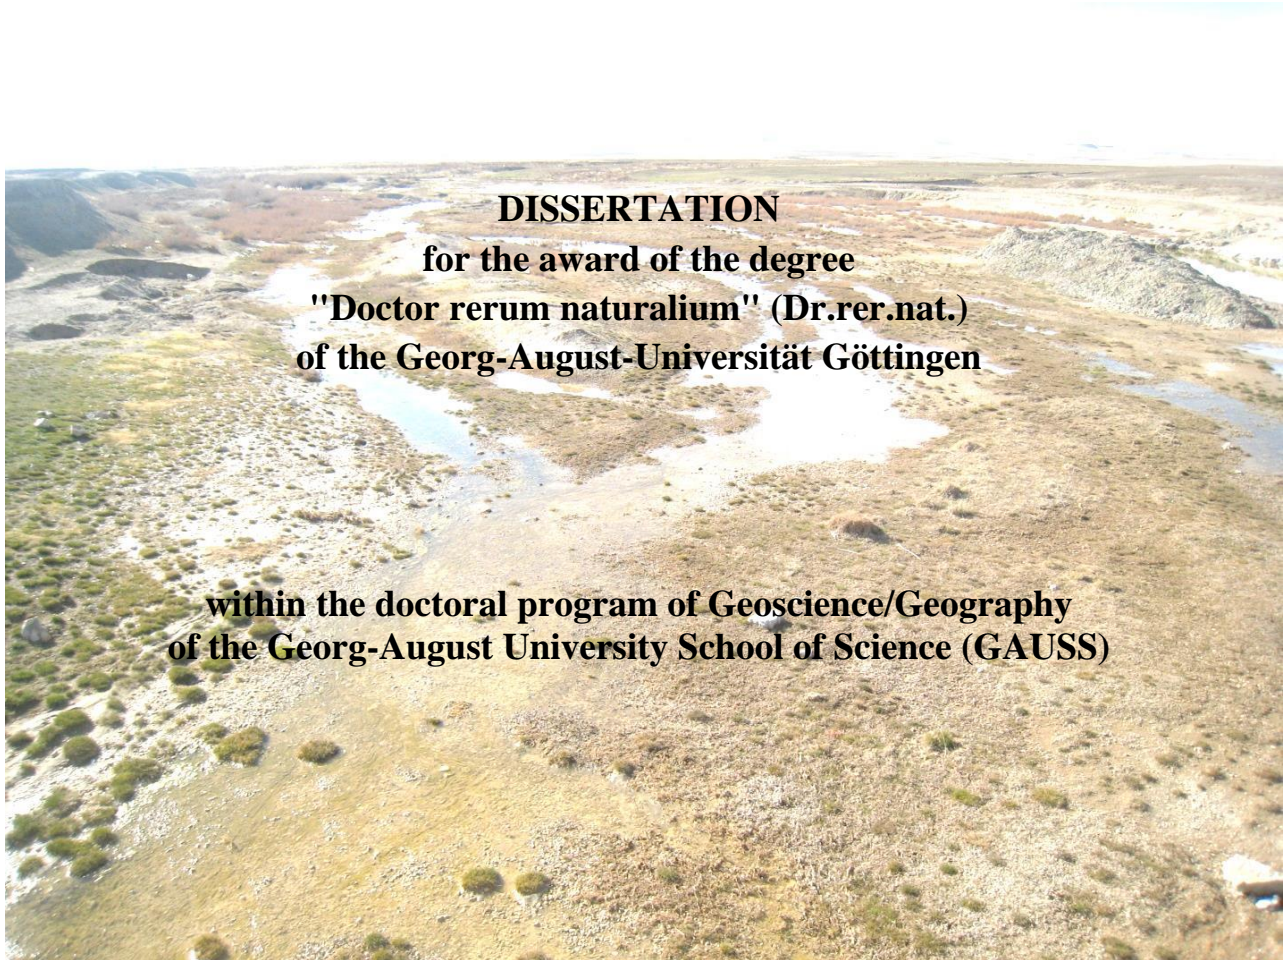 DISSERTATION
for the award of the degree
"Doctor rerum naturalium" (Dr.rer.nat.)
of the Georg-August-Universität Göttingen
within the doctoral program of Geoscience/Geography
of the Georg-August University School of Science (GAUSS)